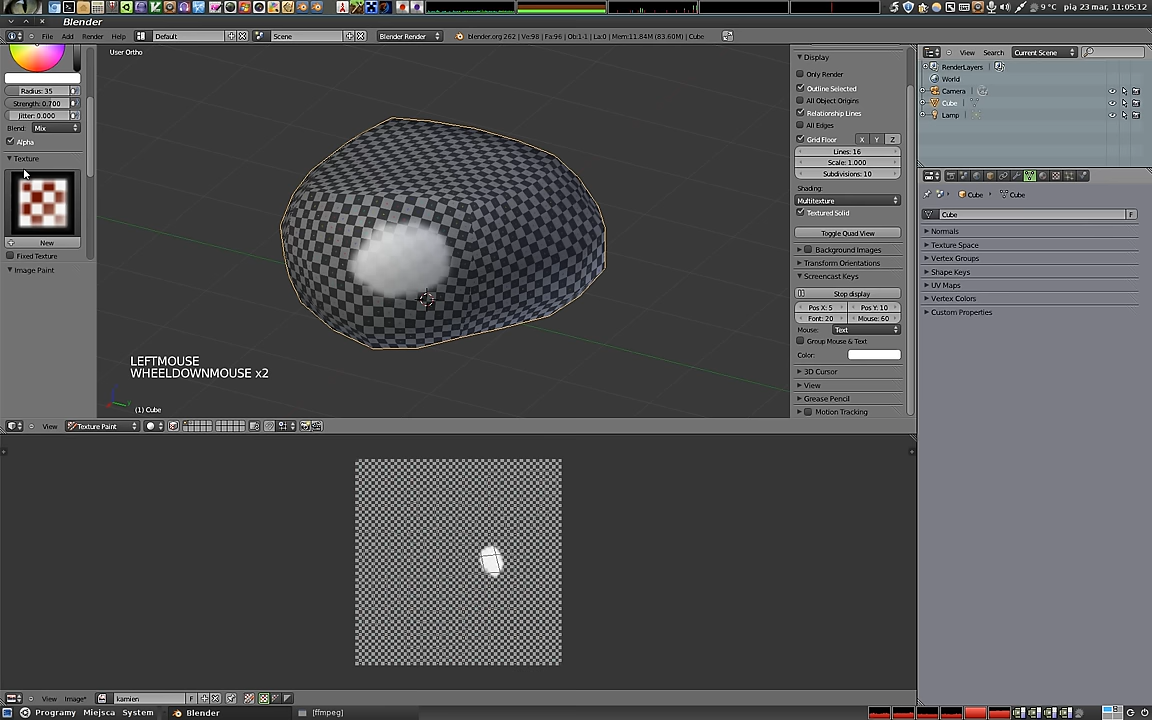 9 °C pią 23 mar, 11:05:12
Blender
File Add Render Help Default Scene Blender Render blender.org 262 | Ve:98 | Fa:96 | Ob:1-1 | La:0 | Mem:11.84M (83.60M) | Cube
View Search Current Scene
User Ortho
Radius: 35
Strength: 0.700
Jitter: 0.000
Blend: Mix
Alpha
Texture
New
Fixed Texture
Image Paint
LEFTMOUSE
WHEELDOWNMOUSE x2
(1) Cube
Display
Only Render
Outline Selected
All Object Origins
Relationship Lines
All Edges
Grid Floor X Y Z
Lines: 16
Scale: 1.000
Subdivisions: 10
Shading:
Multitexture
Textured Solid
Toggle Quad View
Background Images
Transform Orientations
Screencast Keys
Stop display
Pos X: 5 Pos Y: 10
Font: 20 Mouse: 60
Mouse: Text
Group Mouse & Text
Color:
3D Cursor
View
Grease Pencil
Motion Tracking
RenderLayers
World
Camera
Cube
Lamp
Cube Cube
Cube F
Normals
Texture Space
Vertex Groups
Shape Keys
UV Maps
Vertex Colors
Custom Properties
View Texture Paint
View Image* kamien F
Programy Miejsca System Blender [ffmpeg]